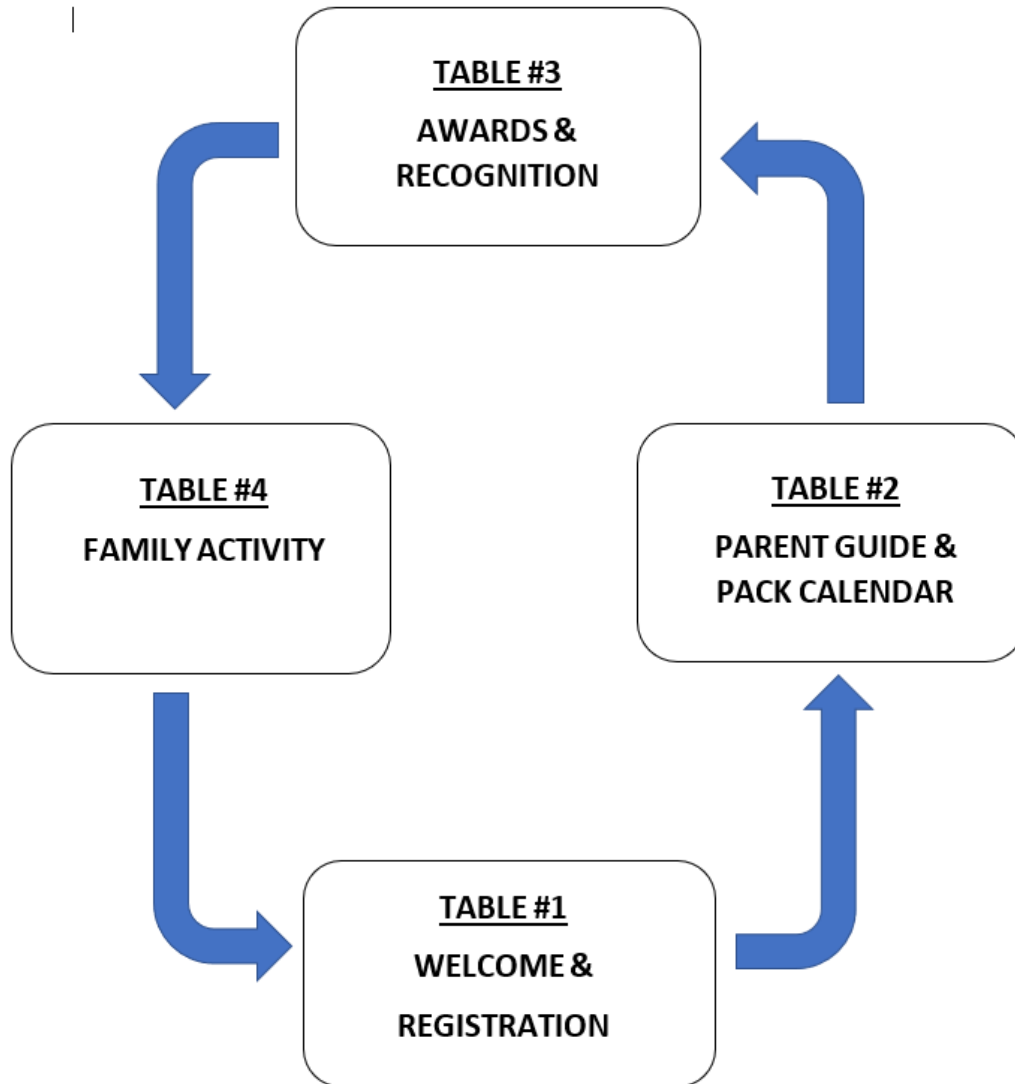 TABLE #3
AWARDS &
RECOGNITION
TABLE #4
FAMILY ACTIVITY
TABLE #2
PARENT GUIDE &
PACK CALENDAR
TABLE #1
WELCOME &
REGISTRATION